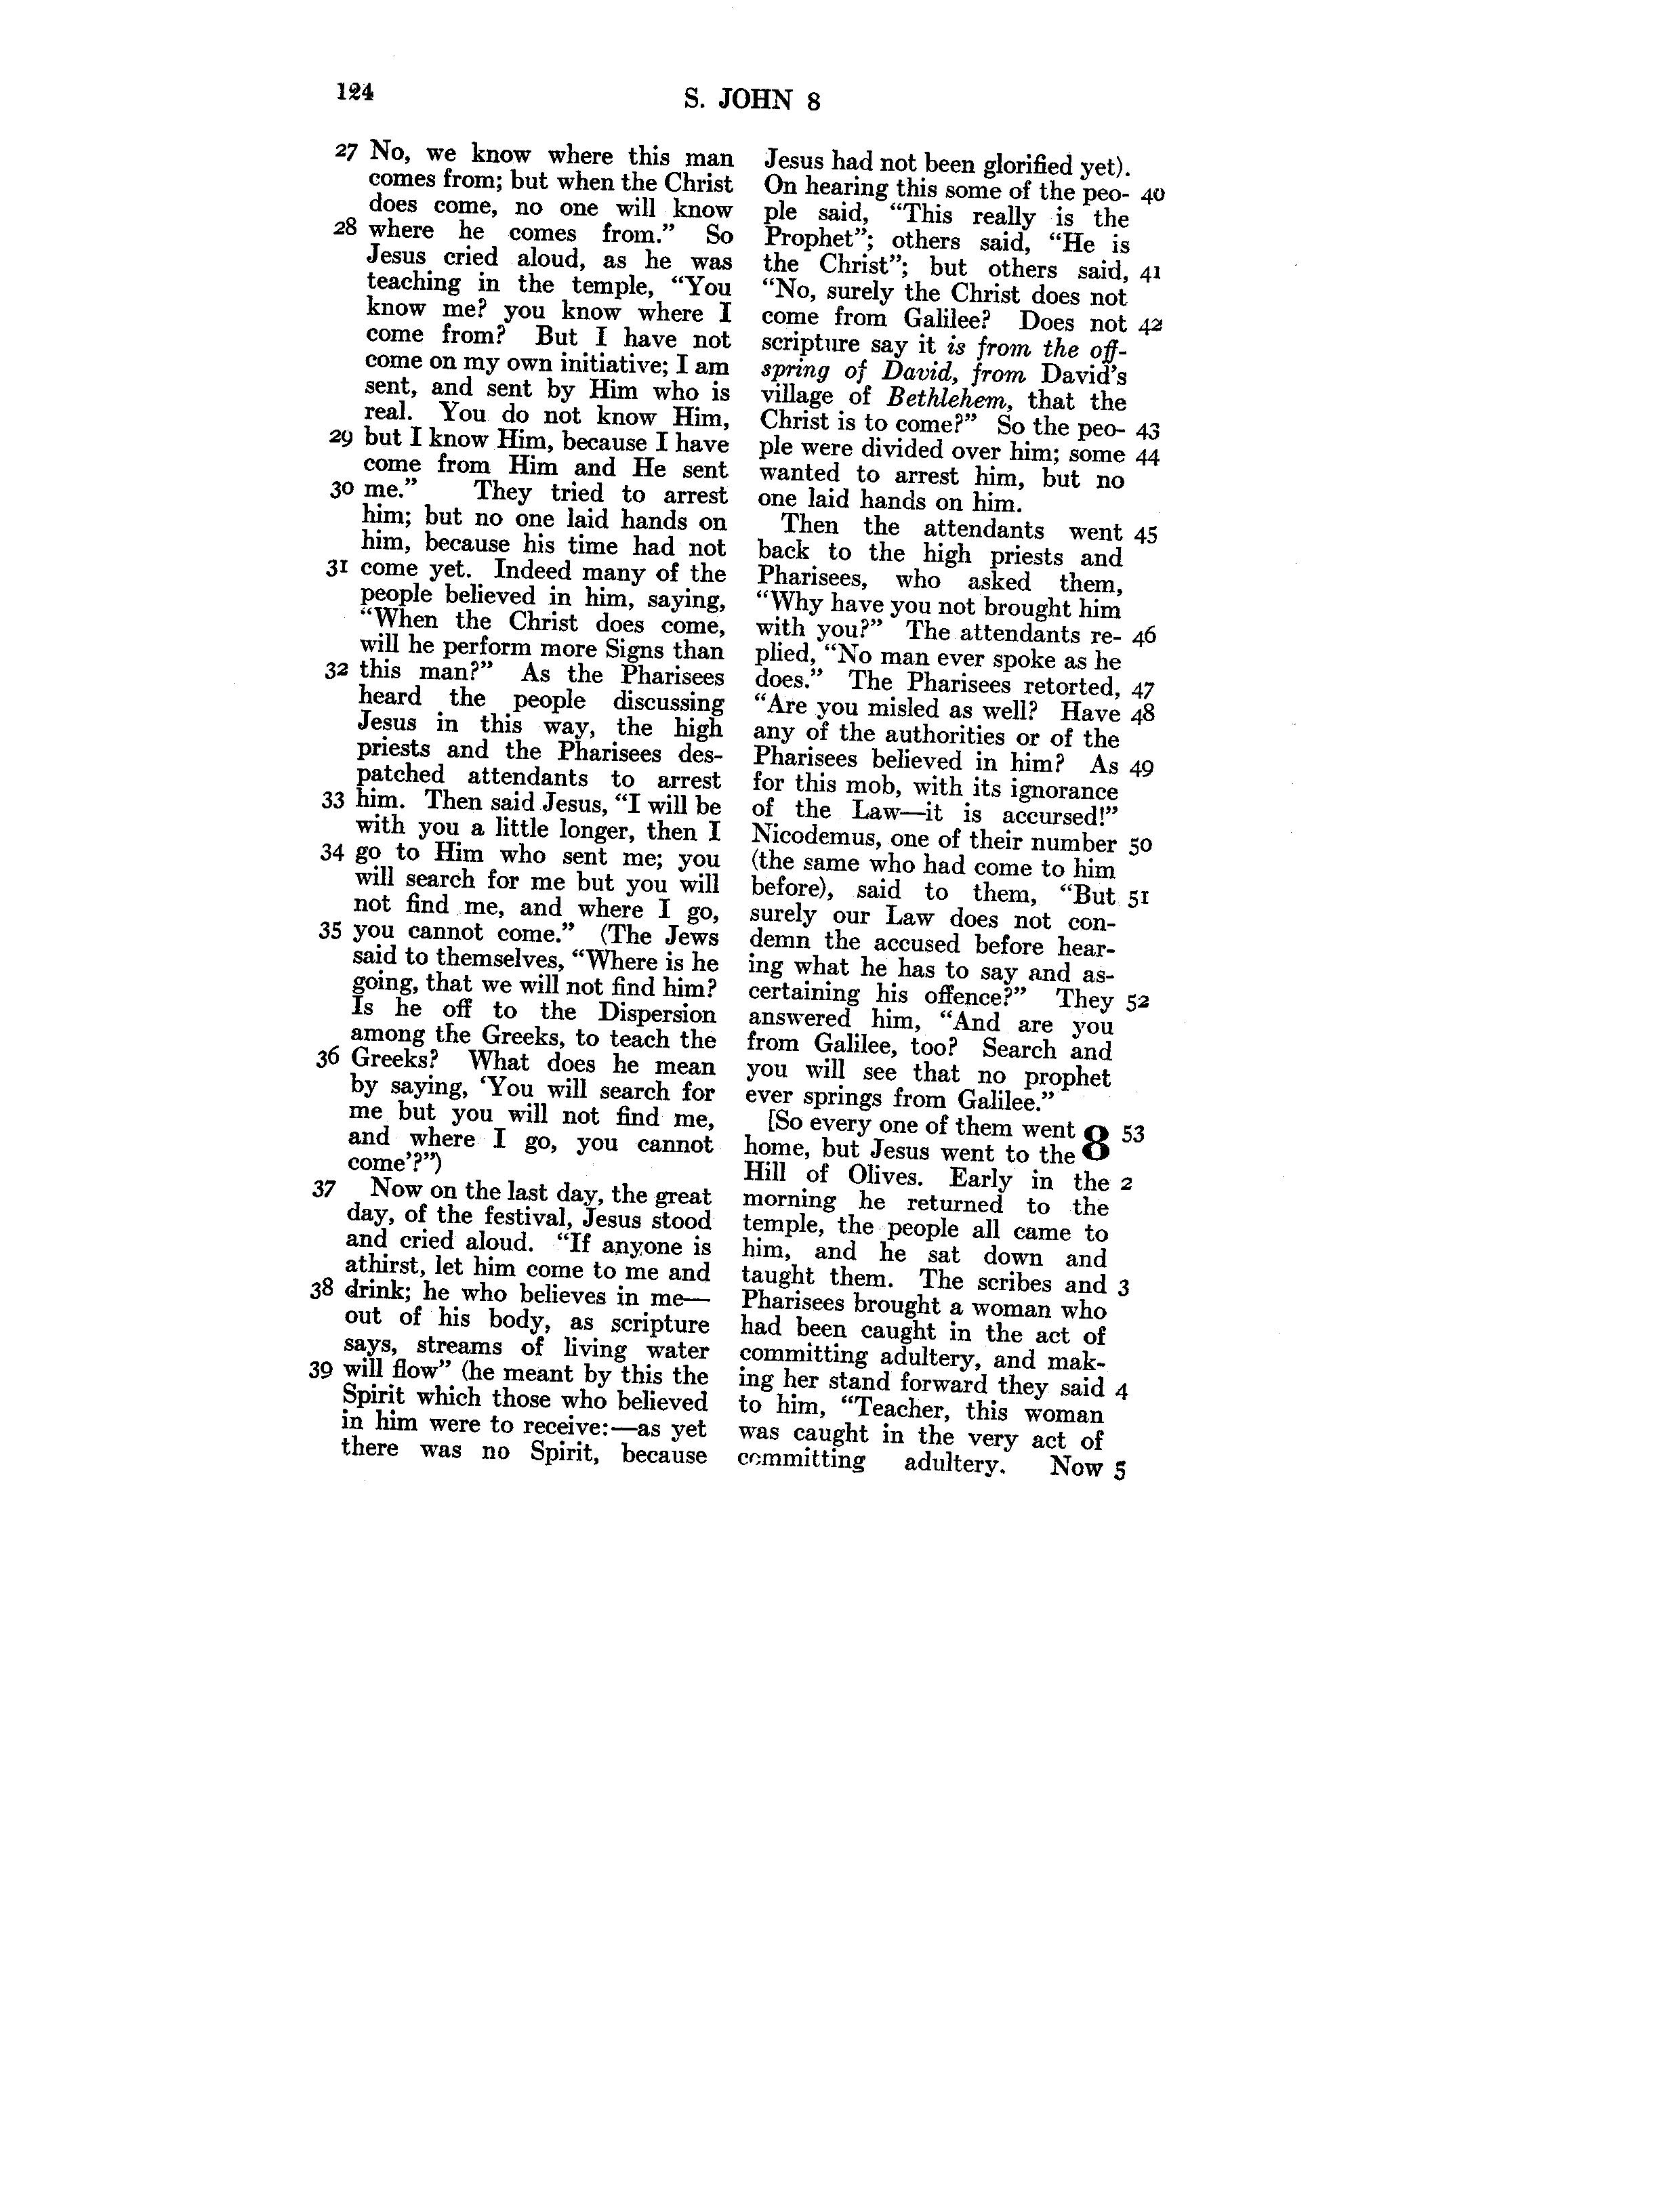 124
S. JOHN 8
27 No, we know where this man
comes from; but when the Christ
does come, no one will know
28 where he comes from.” So
Jesus cried aloud, as he was
teaching in the temple, “You
know me? you know where I
come from? But I have not
come on my own initiative; I am
sent, and sent by Him who is
real. You do not know Him,
29 but I know Him, because I have
come from Him and He sent
30 me.” They tried to arrest
him; but no one laid hands on
him, because his time had not
31 come yet. Indeed many of the
people believed in him, saying,
“When the Christ does come,
will he perform more Signs than
32 this man?” As the Pharisees
heard the people discussing
Jesus in this way, the high
priests and the Pharisees des-
patched attendants to arrest
33 him. Then said Jesus, “I will be
with you a little longer, then I
34 go to Him who sent me; you
will search for me but you will
not find me, and where I go,
35 you cannot come.” (The Jews
said to themselves, “Where is he
going, that we will not find him?
Is he off to the Dispersion
among the Greeks, to teach the
36 Greeks? What does he mean
by saying, ‘You will search for
me but you will not find me,
and where I go, you cannot
come’?”)
37 Now on the last day, the great
day, of the festival, Jesus stood
and cried aloud. “If anyone is
athirst, let him come to me and
38 drink; he who believes in me—
out of his body, as scripture
says, streams of living water
39 will flow” (he meant by this the
Spirit which those who believed
in him were to receive:—as yet
there was no Spirit, because
Jesus had not been glorified yet).
On hearing this some of the peo- 40
ple said, “This really is the
Prophet”; others said, “He is
the Christ”; but others said, 41
“No, surely the Christ does not
come from Galilee? Does not 42
scripture say it is from the off-
spring of David, from David’s
village of Bethlehem, that the
Christ is to come?” So the peo- 43
ple were divided over him; some 44
wanted to arrest him, but no
one laid hands on him.
Then the attendants went 45
back to the high priests and
Pharisees, who asked them,
“Why have you not brought him
with you?” The attendants re- 46
plied, “No man ever spoke as he
does.” The Pharisees retorted, 47
“Are you misled as well? Have 48
any of the authorities or of the
Pharisees believed in him? As 49
for this mob, with its ignorance
of the Law—it is accursed!”
Nicodemus, one of their number 50
(the same who had come to him
before), said to them, “But 51
surely our Law does not con-
demn the accused before hear-
ing what he has to say and as-
certaining his offence?” They 52
answered him, “And are you
from Galilee, too? Search and
you will see that no prophet
ever springs from Galilee.”
[So every one of them went 8 53
home, but Jesus went to the
Hill of Olives. Early in the 2
morning he returned to the
temple, the people all came to
him, and he sat down and
taught them. The scribes and 3
Pharisees brought a woman who
had been caught in the act of
committing adultery, and mak-
ing her stand forward they said 4
to him, “Teacher, this woman
was caught in the very act of
committing adultery. Now 5